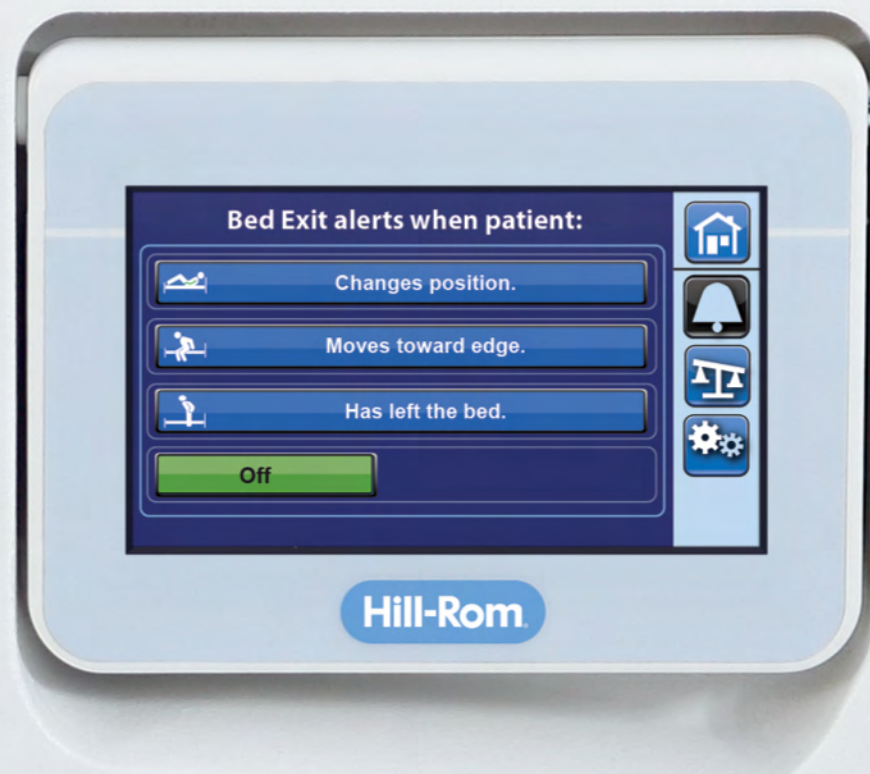 Bed Exit alerts when patient:
Changes position.
Moves toward edge.
Has left the bed.
Off
Hill-Rom.